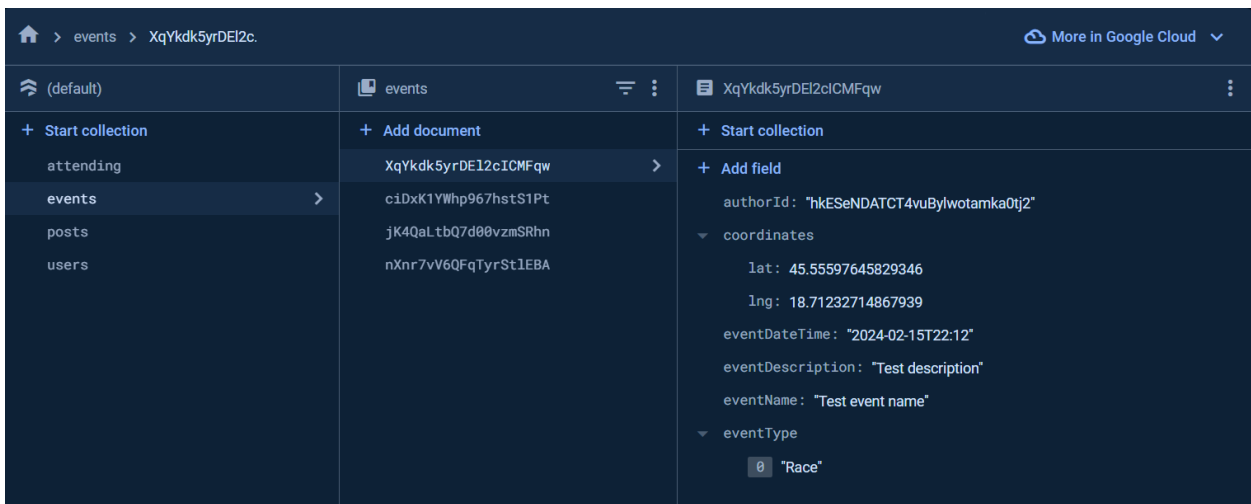 events > XqYkdk5yrDEl2c.
More in Google Cloud
(default)
+ Start collection
attending
events
posts
users
events
+ Add document
XqYkdk5yrDEl2cICMFqw
ciDxK1YWhp967hstS1Pt
jK4QaLtbQ7d00vzmSRhn
nXnr7vV6QFqTyrStlEBA
XqYkdk5yrDEl2cICMFqw
+ Start collection
+ Add field
authorId: "hkESeNDATCT4vuBylwotamka0tj2"
coordinates
lat: 45.55597645829346
lng: 18.71232714867939
eventDateTime: "2024-02-15T22:12"
eventDescription: "Test description"
eventName: "Test event name"
eventType
0 "Race"